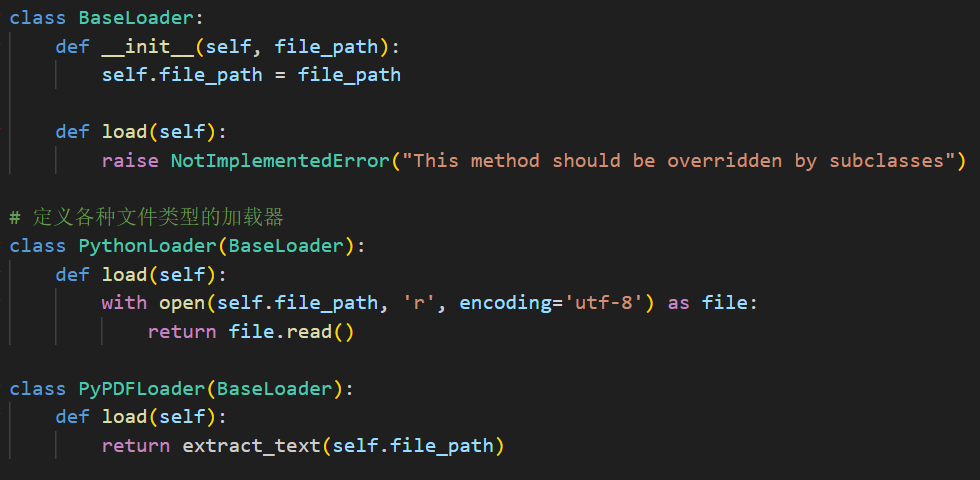 class BaseLoader:
    def __init__(self, file_path):
        self.file_path = file_path
    def load(self):
        raise NotImplementedError("This method should be overridden by subclasses")
# 定义各种文件类型的加载器
class PythonLoader(BaseLoader):
    def load(self):
        with open(self.file_path, 'r', encoding='utf-8') as file:
            return file.read()
class PyPDFLoader(BaseLoader):
    def load(self):
        return extract_text(self.file_path)